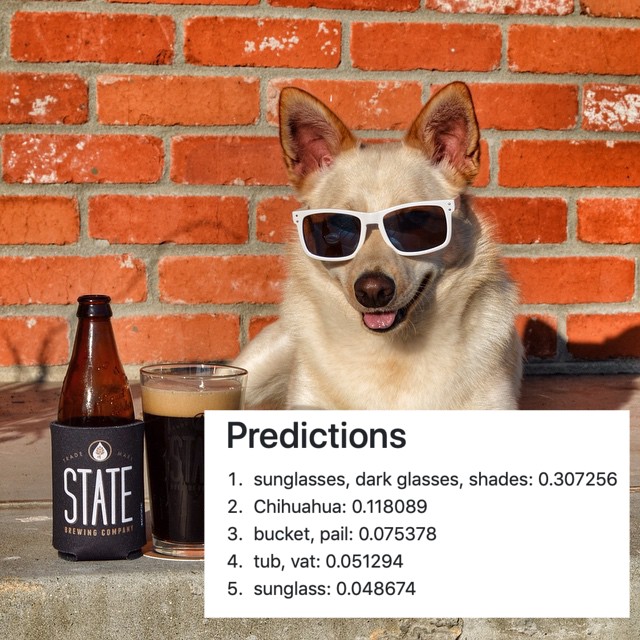 TRADE MARK
STATE
BREWING COMPANY
Predictions
1. sunglasses, dark glasses, shades: 0.307256
2. Chihuahua: 0.118089
3. bucket, pail: 0.075378
4. tub, vat: 0.051294
5. sunglass: 0.048674